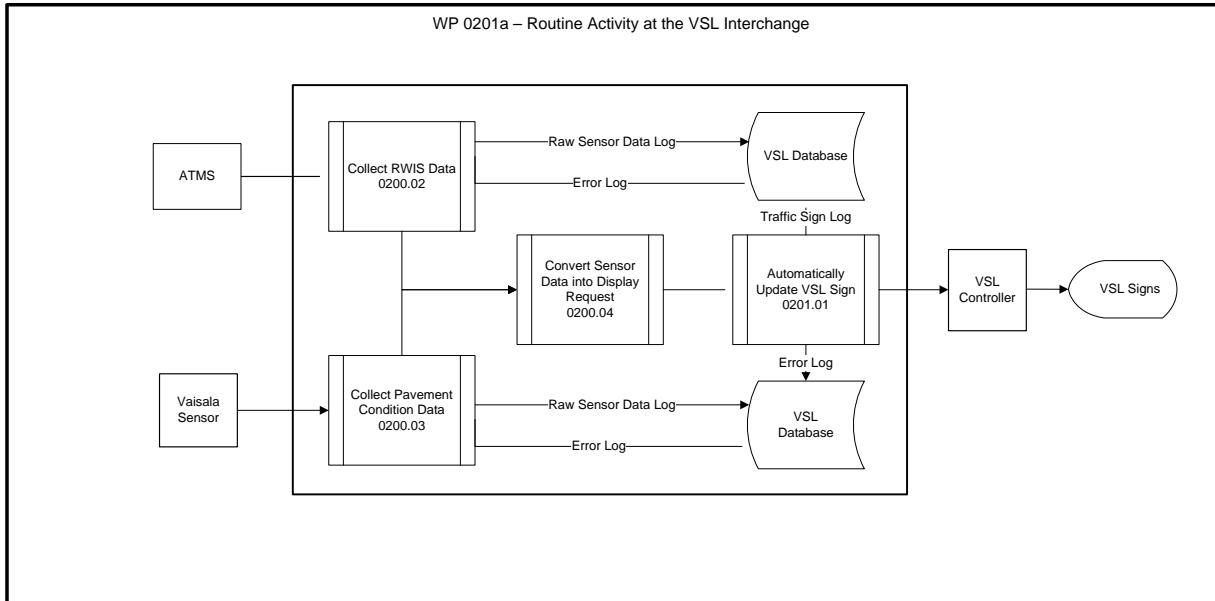 WP 0201a – Routine Activity at the VSL Interchange
ATMS
Collect RWIS Data
0200.02
Raw Sensor Data Log
Error Log
VSL Database
Traffic Sign Log
Convert Sensor
Data into Display
Request
0200.04
Automatically
Update VSL Sign
0201.01
VSL
Controller
VSL Signs
Error Log
Vaisala
Sensor
Collect Pavement
Condition Data
0200.03
Raw Sensor Data Log
Error Log
VSL
Database